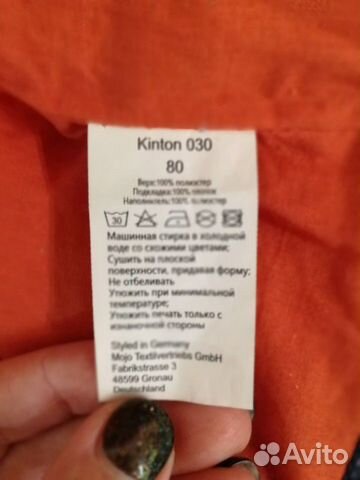 Kinton 030
80
Верх:100% полиэстер
Подкладка:100% хлопок
Наполнитель:100% полиэстер
30
Машинная стирка в холодной
воде со схожими цветами;
Сушить на плоской
поверхности, придавая форму;
Не отбеливать
Утюжить при минимальной
температуре;
Утюжить печать только с
изнаночной стороны
Styled in Germany
Mojo Textilvertriebs GmbH
Fabrikstrasse 3
48599 Gronau
Deutschland
Avito